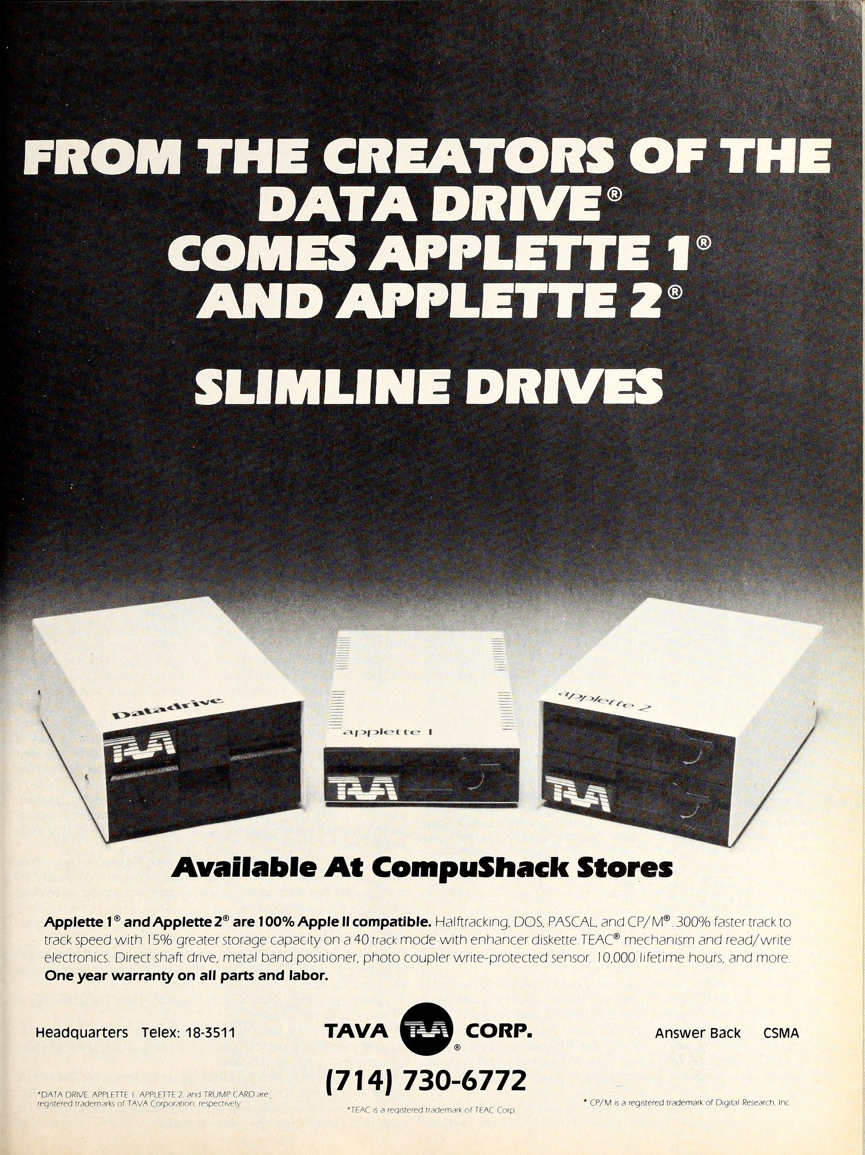 FROM THE CREATORS OF THE
DATA DRIVE®
COMES APPLETTE 1®
AND APPLETTE 2®
SLIMLINE DRIVES
Datadrive
TAVA
applette 1
TAVA
applette 2
TAVA
Available At CompuShack Stores
Applette 1® and Applette 2® are 100% Apple II compatible. Halftracking, DOS, PASCAL, and CP/M®. 300% faster track to
track speed with 15% greater storage capacity on a 40 track mode with enhancer diskette. TEAC® mechanism and read/write
electronics. Direct shaft drive, metal band positioner, photo coupler write-protected sensor. 10,000 lifetime hours, and more.
One year warranty on all parts and labor.
Headquarters Telex: 18-3511
TAVA TAVA ® CORP.
Answer Back CSMA
(714) 730-6772
*DATA DRIVE, APPLETTE 1, APPLETTE 2, and TRUMP CARD are
registered trademarks of TAVA Corporation, respectively.
*TEAC is a registered trademark of TEAC Corp.
* CP/M is a registered trademark of Digital Research, Inc.